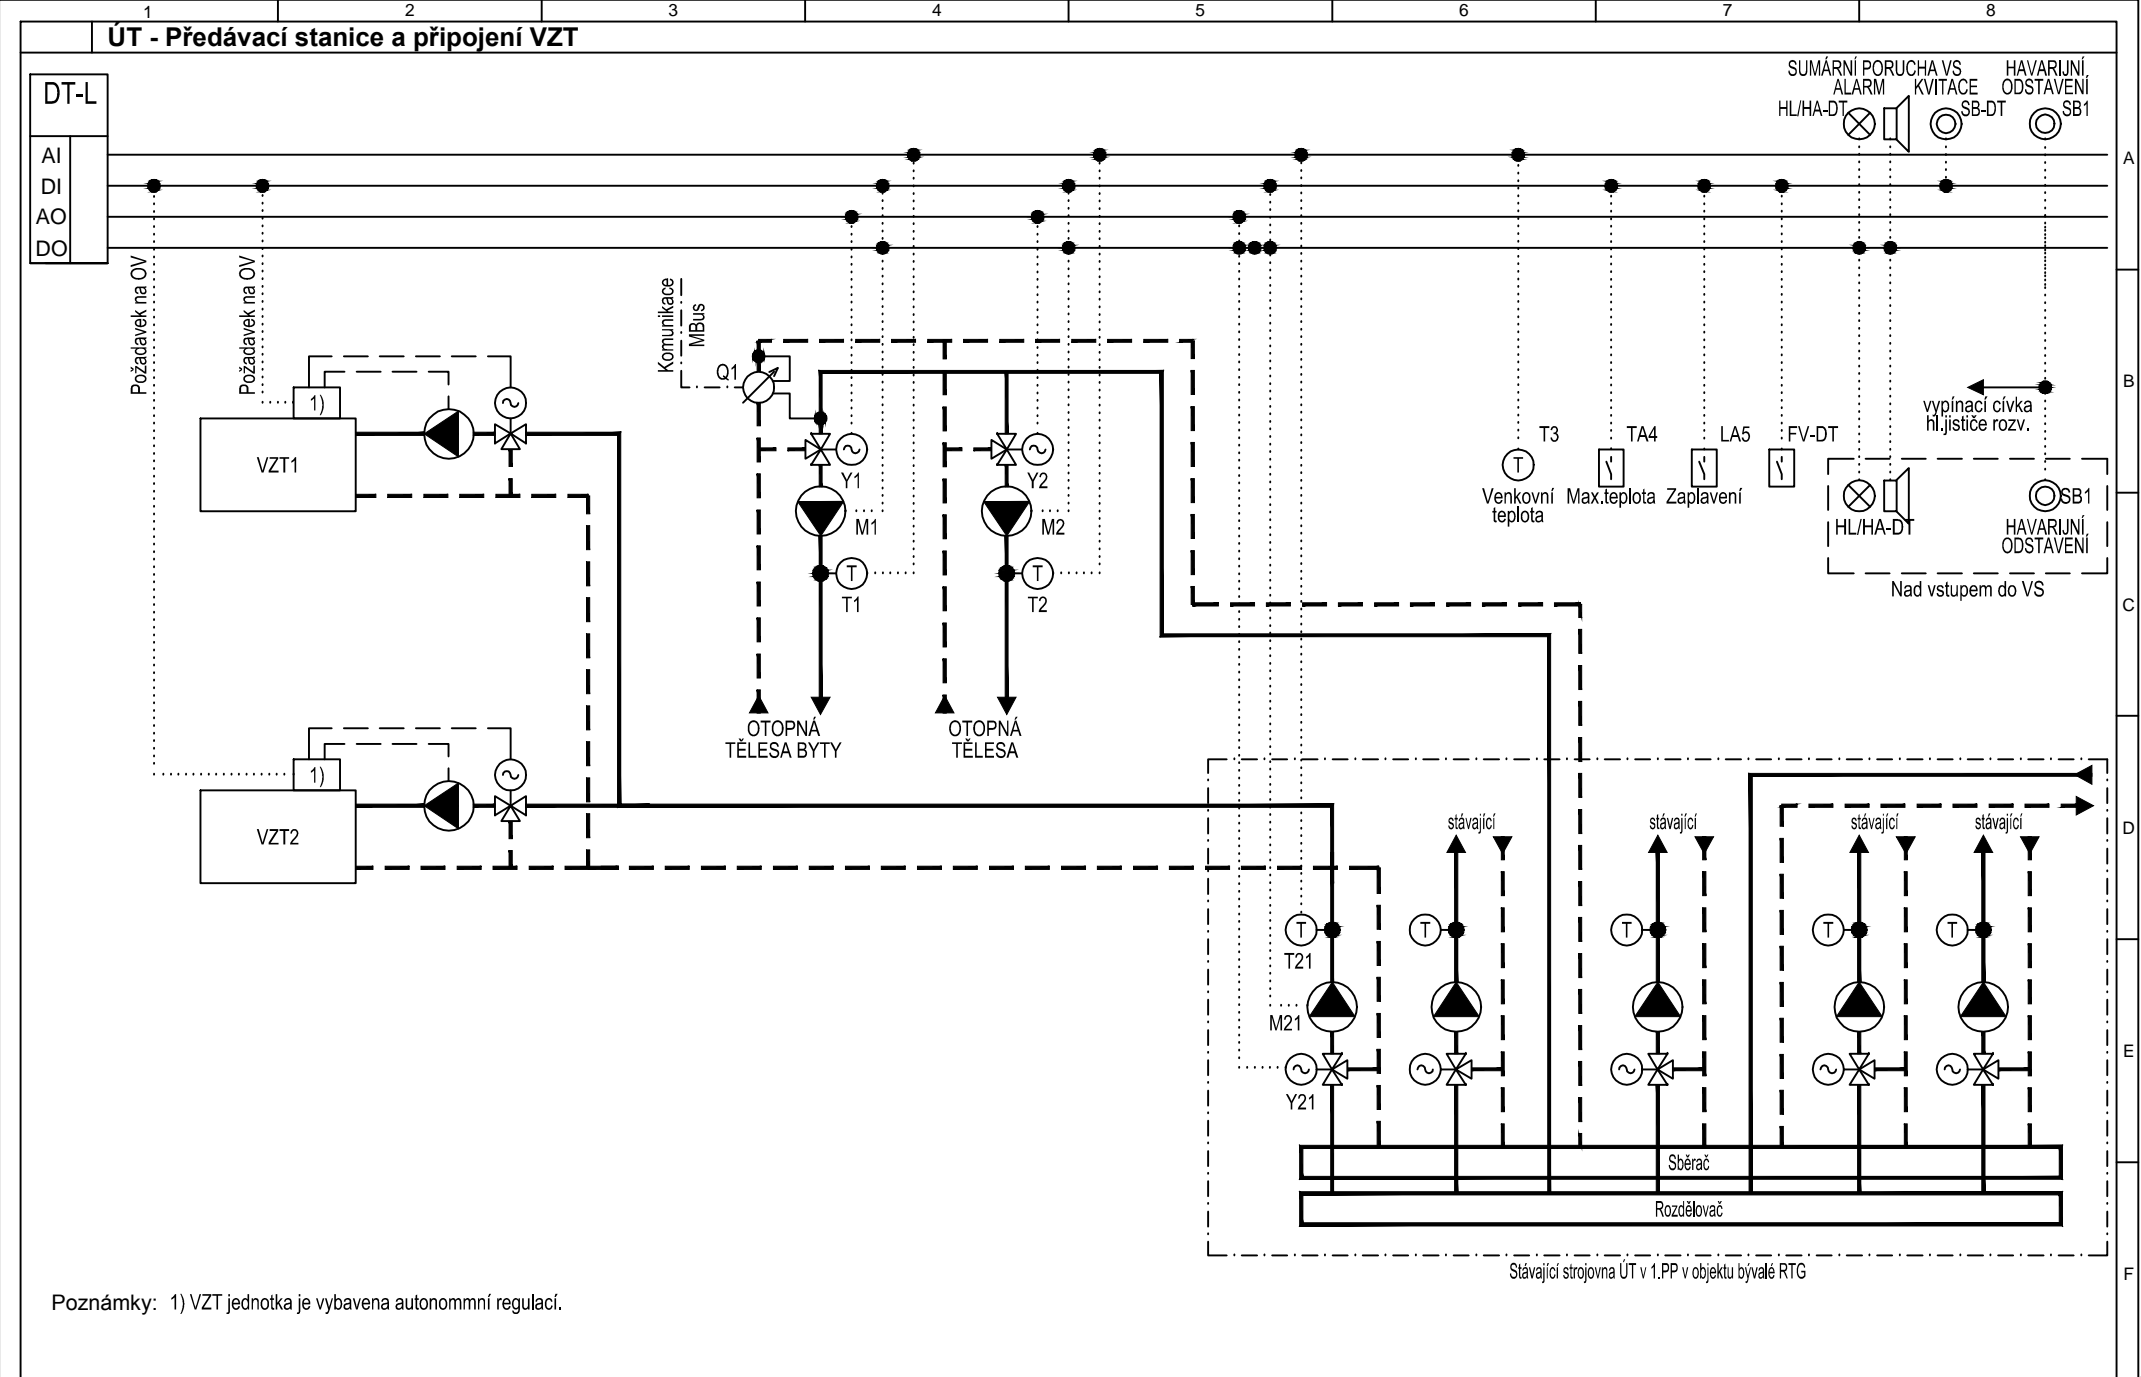 1 2 3 4 5 6 7 8
ÚT - Předávací stanice a připojení VZT
DT-L
AI
DI
AO
DO
SUMÁRNÍ PORUCHA VS
ALARM KVITACE
HL/HA-DT
SB-DT
HAVARIJNÍ
ODSTAVENÍ
SB1
A
B
C
D
E
F
Požadavek na OV
Požadavek na OV
Komunikace
MBus
Q1
1)
VZT1
Y1
M1
T
T1
Y2
M2
T
T2
OTOPNÁ
TĚLESA BYTY
OTOPNÁ
TĚLESA
T3
T
Venkovní
teplota
TA4
Max.teplota
LA5
Zaplavení
FV-DT
vypínací cívka
hl.jističe rozv.
HL/HA-DT
SB1
HAVARIJNÍ
ODSTAVENÍ
Nad vstupem do VS
1)
VZT2
stávající
stávající
stávající
stávající
T
T21
T
T
T
T
M21
Y21
Sběrač
Rozdělovač
Stávající strojovna ÚT v 1.PP v objektu bývalé RTG
Poznámky: 1) VZT jednotka je vybavena autonommní regulací.